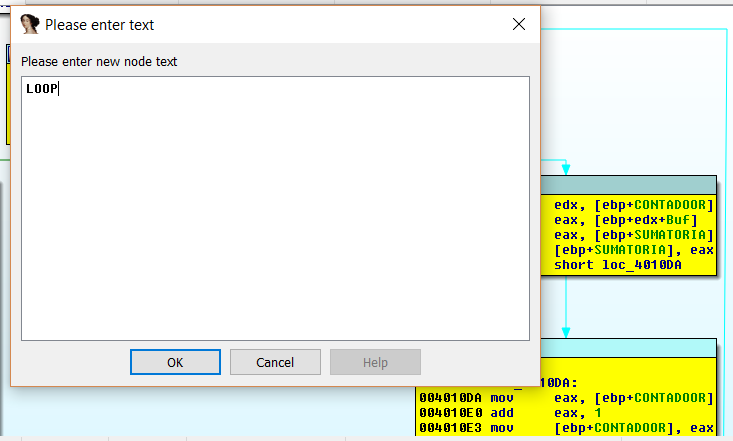 Please enter text
Please enter new node text
LOOP
OK
Cancel
Help
edx, [ebp+CONTADOOR]
eax, [ebp+edx+Buf]
eax, [ebp+SUMATORIA]
[ebp+SUMATORIA], eax
short loc_4010DA
10DA:
004010DA mov eax, [ebp+CONTADOOR]
004010E0 add eax, 1
004010E3 mov [ebp+CONTADOOR], eax